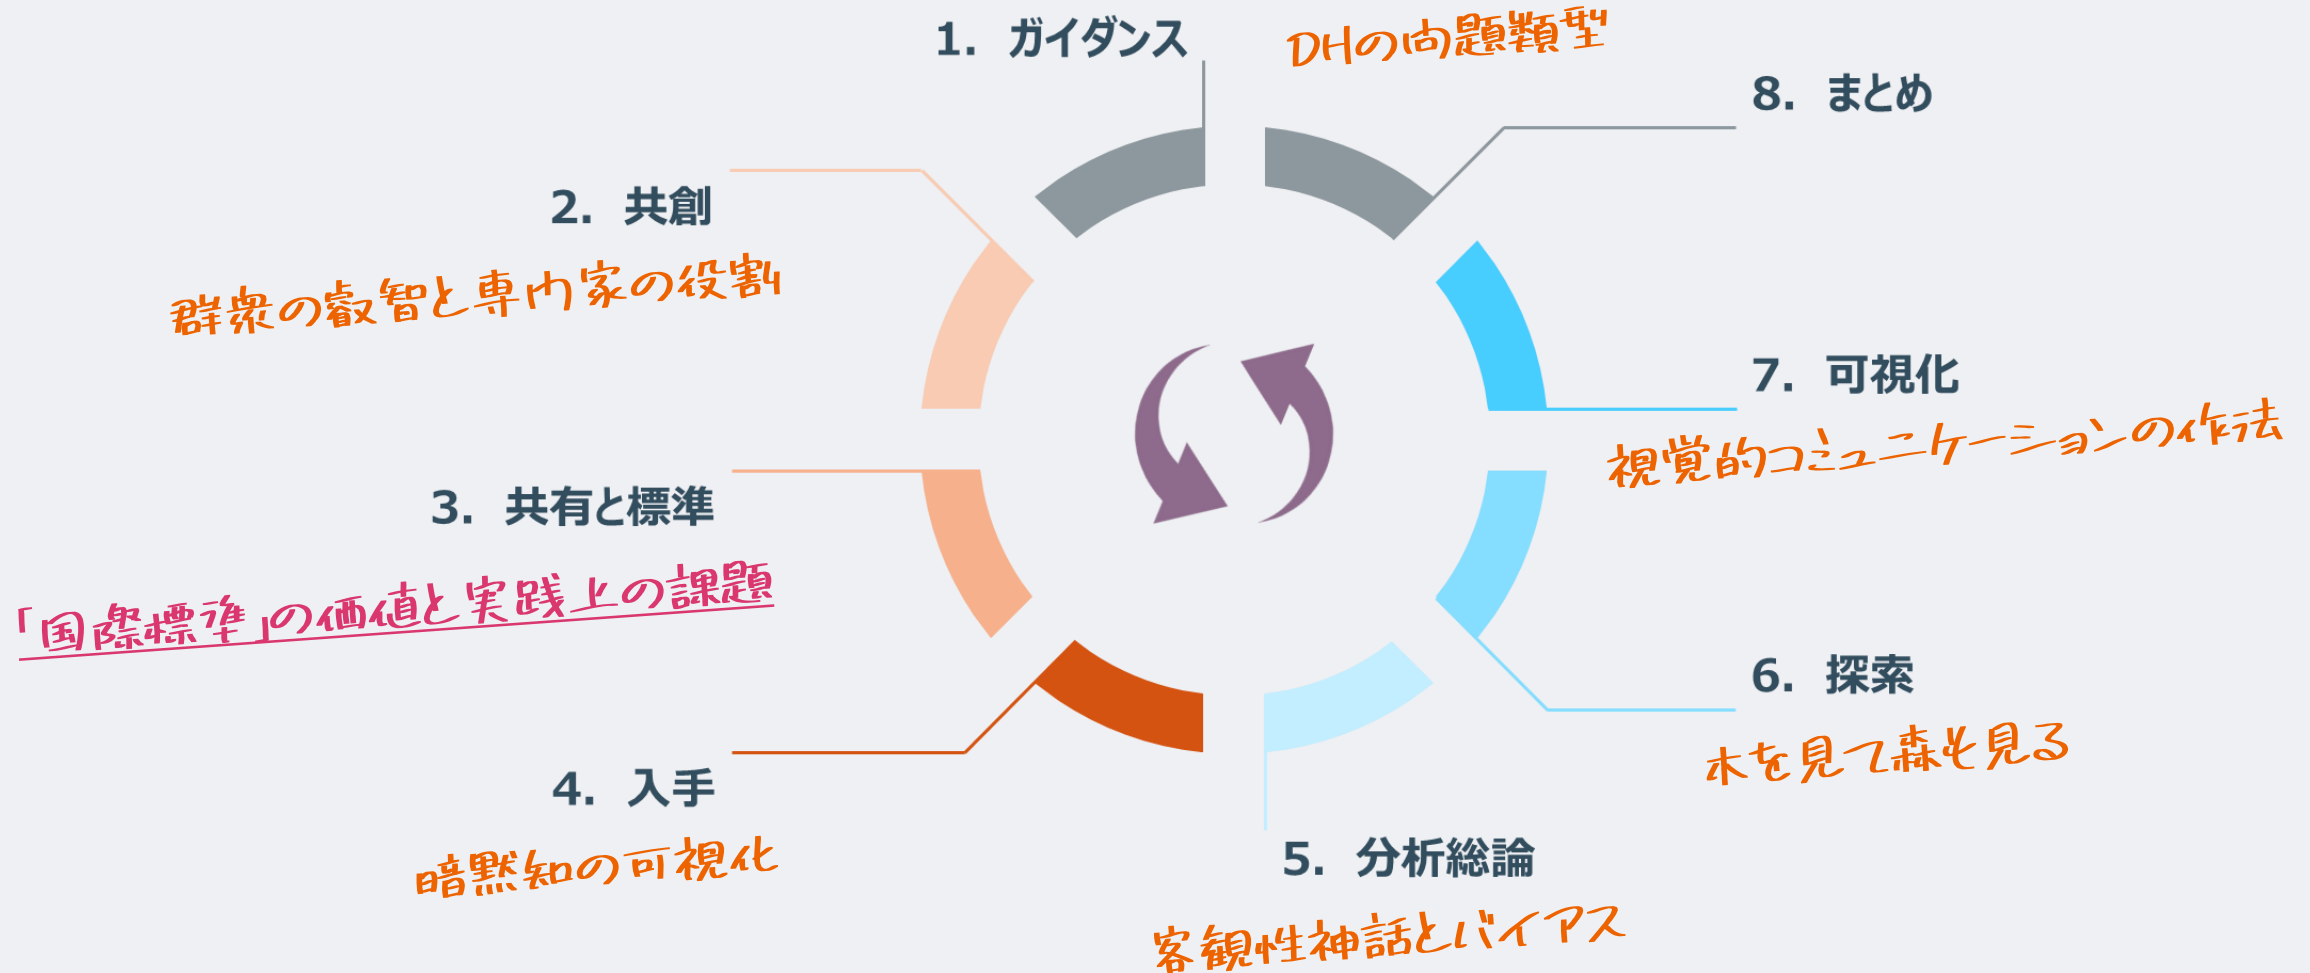 1. ガイダンス
DHの問題類型
2. 共創
群衆の叡智と専門家の役割
3. 共有と標準
「国際標準」の価値と実践上の課題
4. 入手
暗黙知の可視化
5. 分析総論
客観性神話とバイアス
6. 探索
木を見て森も見る
7. 可視化
視覚的コミュニケーションの作法
8. まとめ